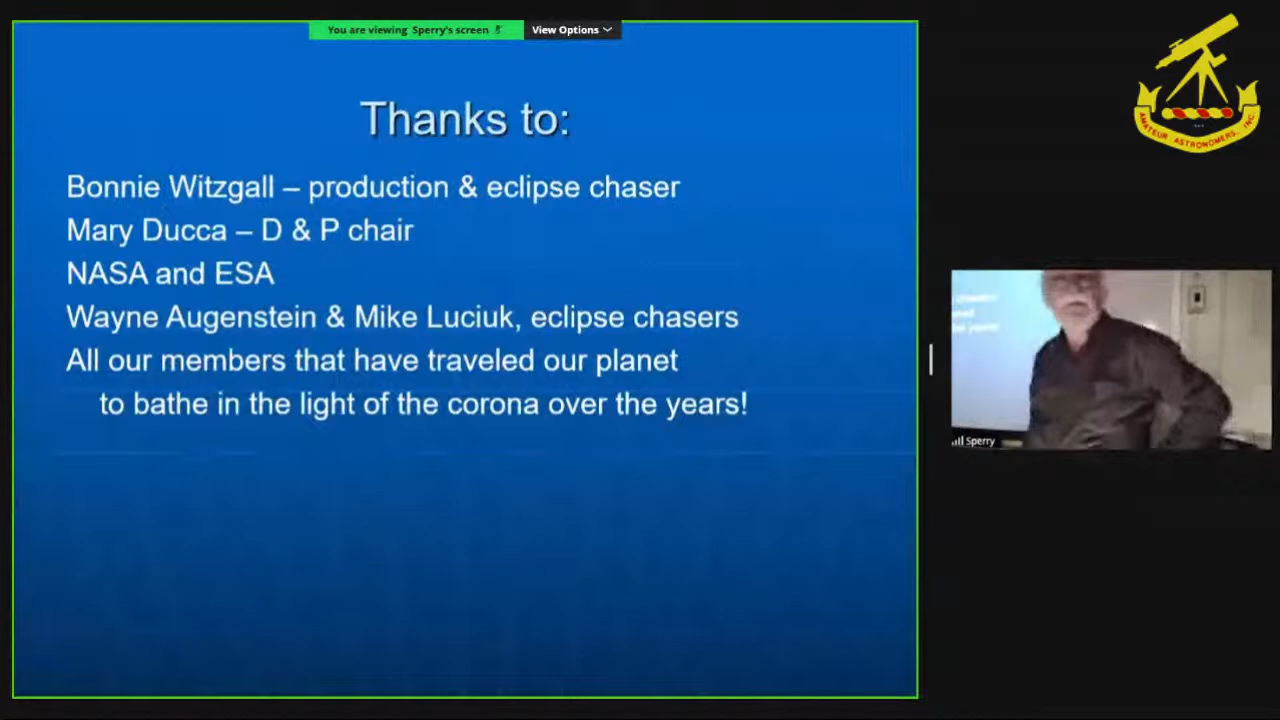 You are viewing Sperry's screen
View Options
Thanks to:
Bonnie Witzgall – production & eclipse chaser
Mary Ducca – D & P chair
NASA and ESA
Wayne Augenstein & Mike Luciuk, eclipse chasers
All our members that have traveled our planet
to bathe in the light of the corona over the years!
AMATEUR ASTRONOMERS, INC.
Sperry